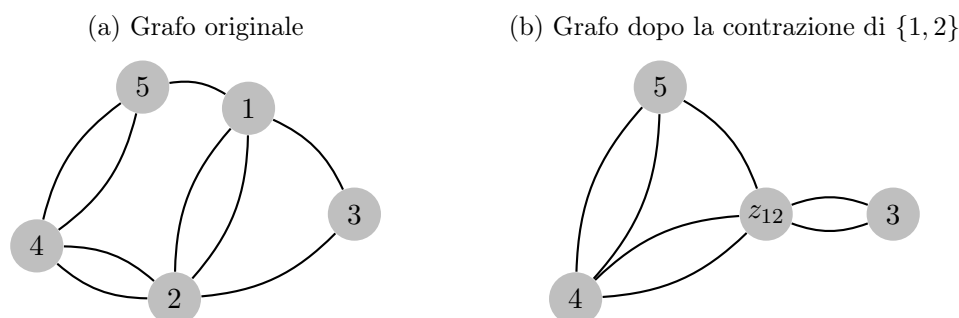 (a) Grafo originale
(b) Grafo dopo la contrazione di {1, 2}
5
1
3
4
2
5
z₁₂
3
4